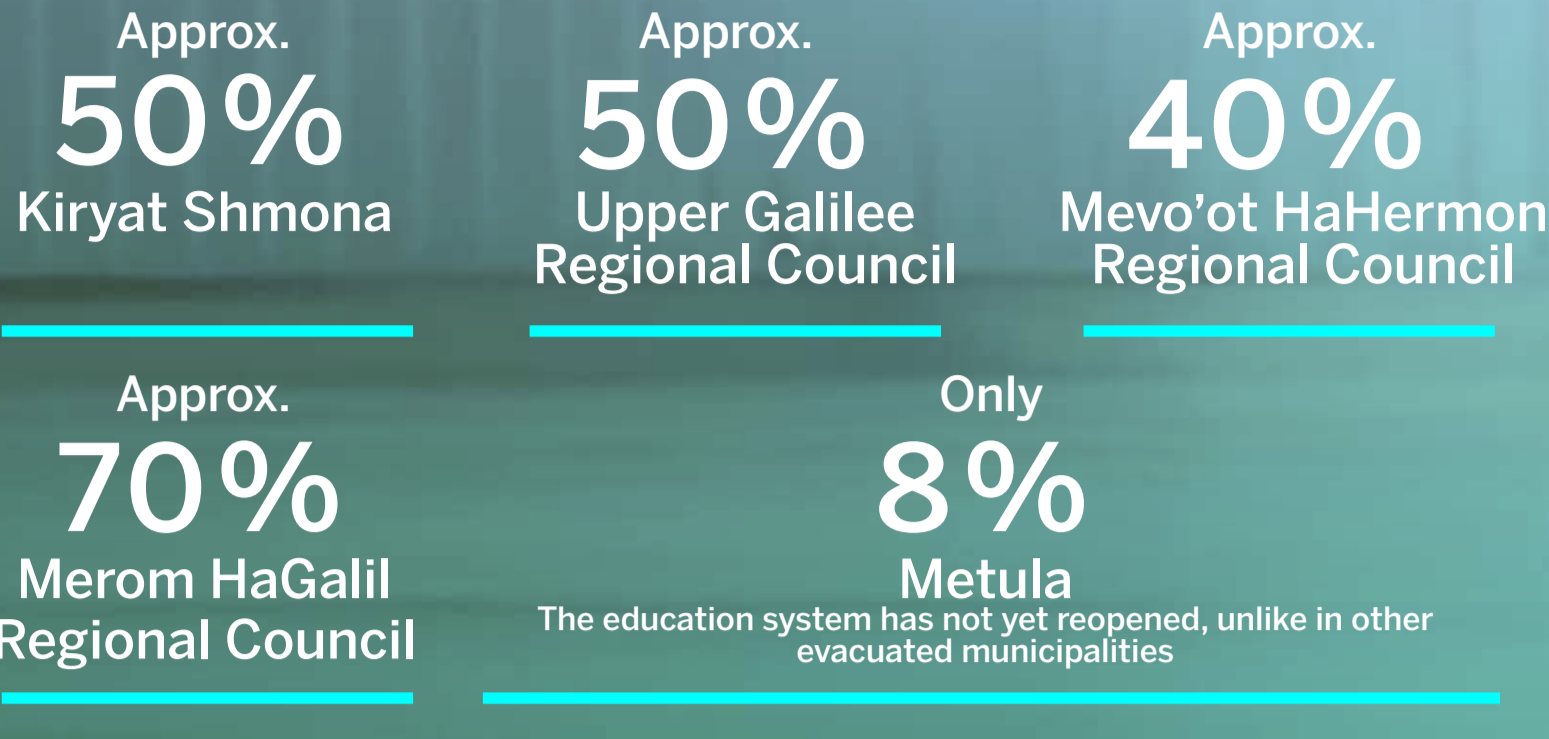 Approx.
50%
Kiryat Shmona
Approx.
50%
Upper Galilee
Regional Council
Approx.
40%
Mevo’ot HaHermon
Regional Council
Approx.
70%
Merom HaGalil
Regional Council
Only
8%
Metula
The education system has not yet reopened, unlike in other
evacuated municipalities